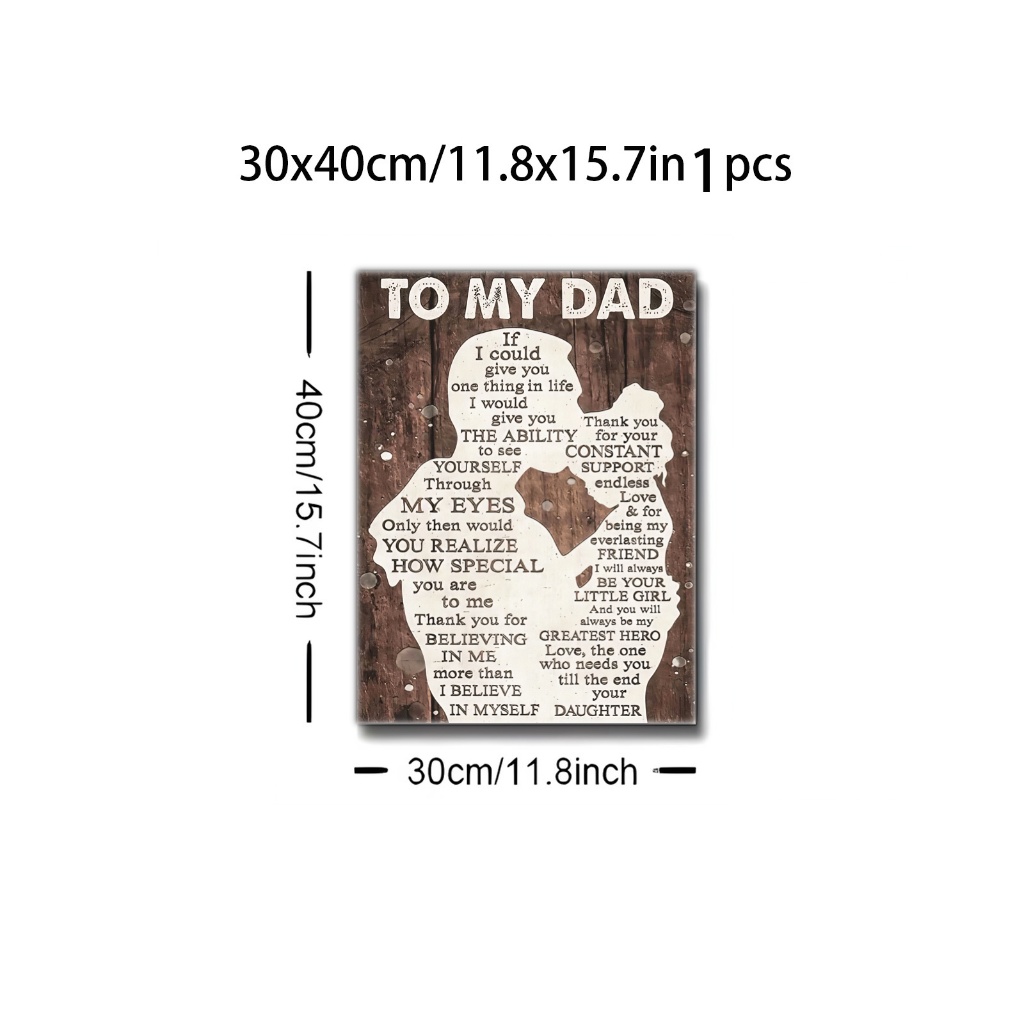 30x40cm/11.8x15.7in 1 pcs
TO MY DAD
If
I could
give you
one thing in life
I would
give you
THE ABILITY
to see
YOURSELF
Through
MY EYES
Only then would
YOU REALIZE
HOW SPECIAL
you are
to me
Thank you for
BELIEVING
IN ME
more than
I BELIEVE
IN MYSELF
Thank you
for your
CONSTANT
SUPPORT
endless
Love
& for
being my
everlasting
FRIEND
I will always
BE YOUR
LITTLE GIRL
And you will
always be my
GREATEST HERO
Love, the one
who needs you
till the end
your
DAUGHTER
40cm/15.7inch
30cm/11.8inch